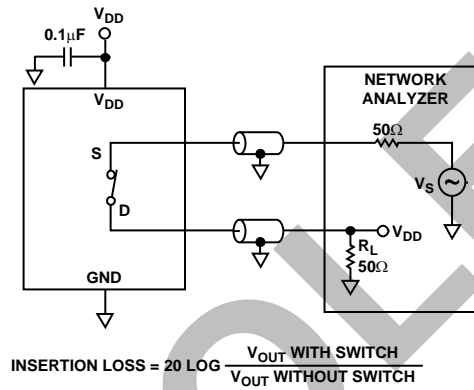 VDD
0.1µF
VDD
NETWORK
ANALYZER
50Ω
S
VS
D
VDD
RL
50Ω
GND
INSERTION LOSS = 20 LOG VOUT WITH SWITCH
VOUT WITHOUT SWITCH